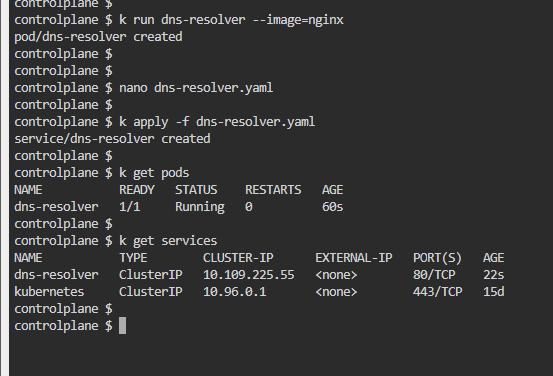 controlplane $
controlplane $ k run dns-resolver --image=nginx
pod/dns-resolver created
controlplane $
controlplane $
controlplane $ nano dns-resolver.yaml
controlplane $
controlplane $ k apply -f dns-resolver.yaml
service/dns-resolver created
controlplane $
controlplane $ k get pods
NAME READY STATUS RESTARTS AGE
dns-resolver 1/1 Running 0 60s
controlplane $
controlplane $ k get services
NAME TYPE CLUSTER-IP EXTERNAL-IP PORT(S) AGE
dns-resolver ClusterIP 10.109.225.55 <none> 80/TCP 22s
kubernetes ClusterIP 10.96.0.1 <none> 443/TCP 15d
controlplane $
controlplane $